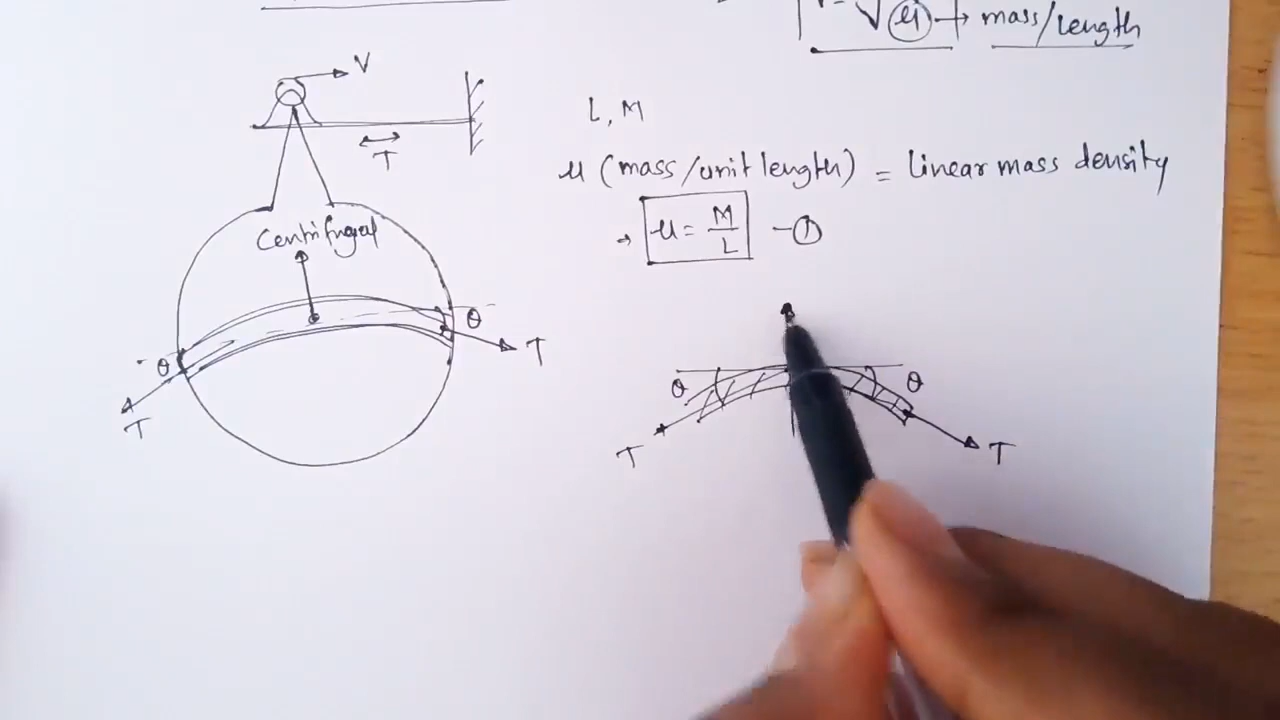 √μ → mass/length
V
T
L, M
μ (mass/unit length) = linear mass density
→ μ = M/L -①
Centrifugal
θ
θ
T
T
θ
θ
T
T